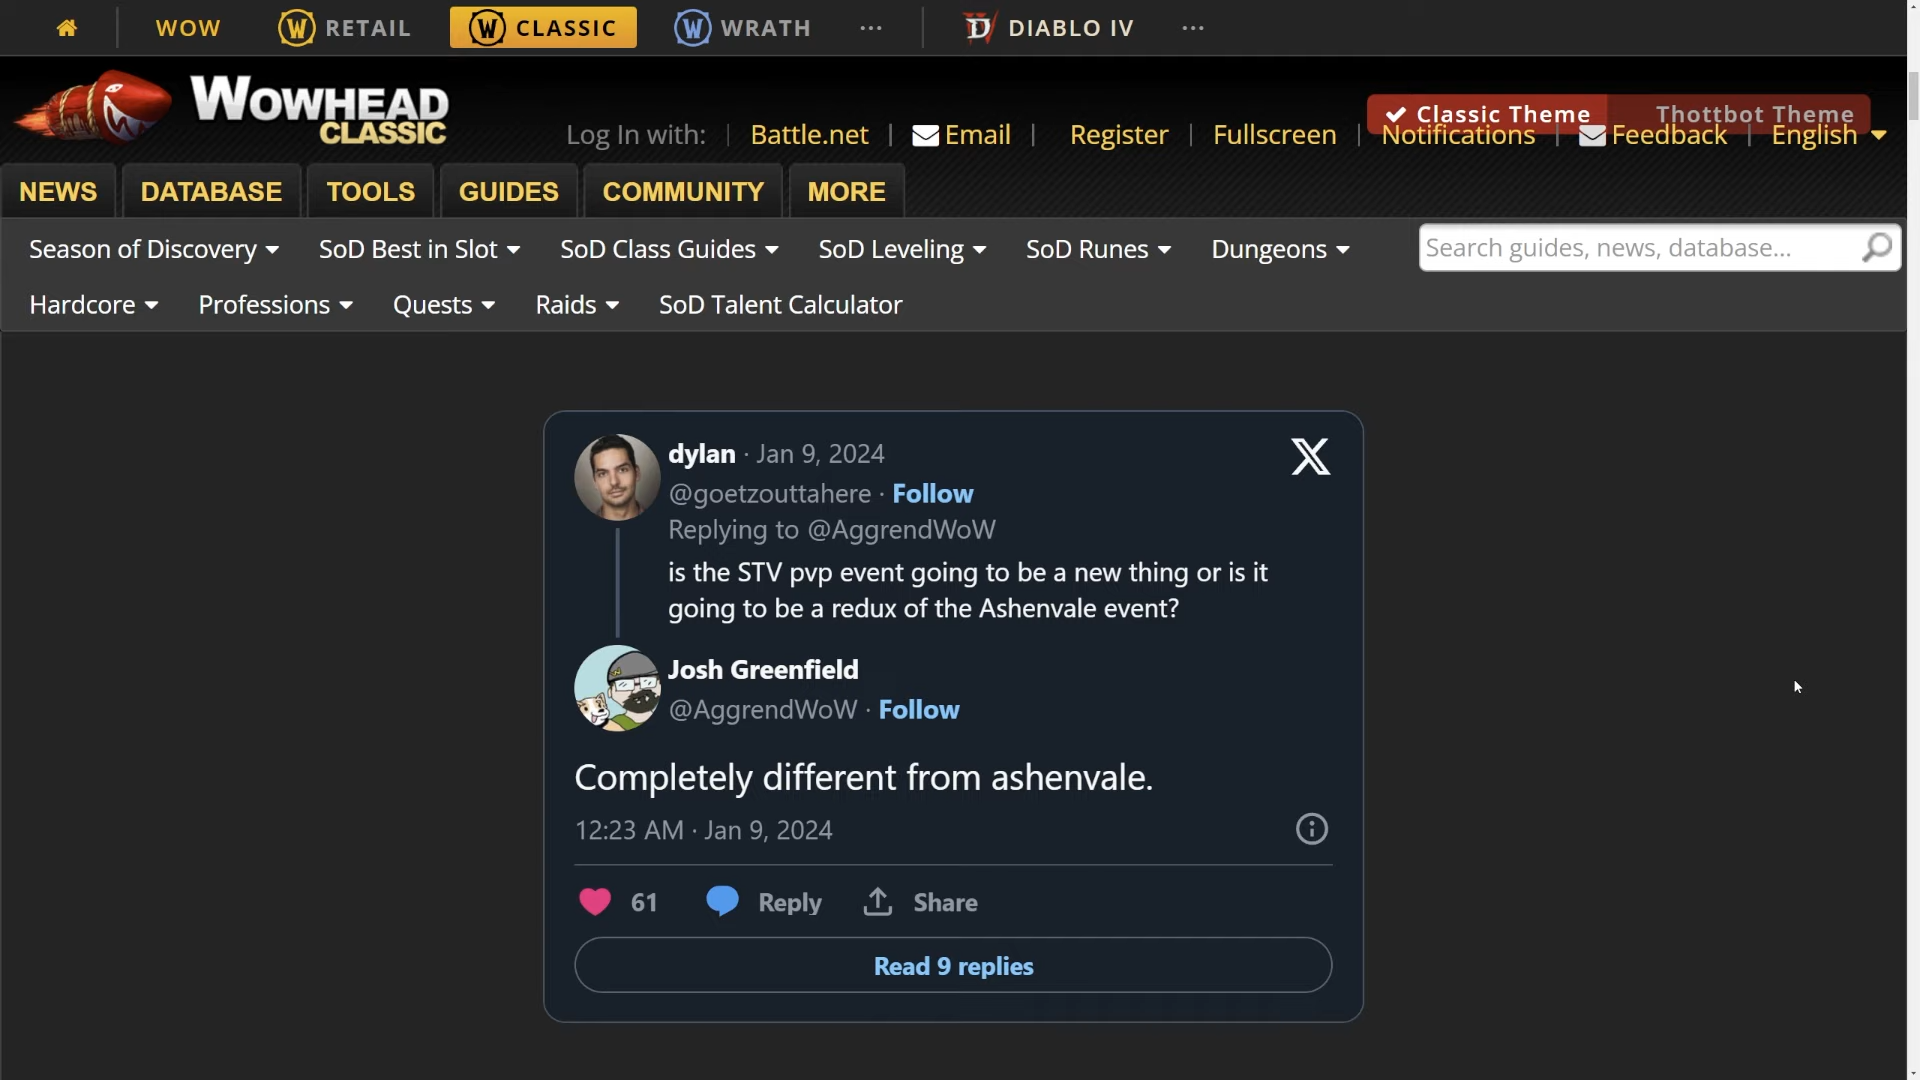 WOW RETAIL CLASSIC WRATH ... DIABLO IV ...
WOWHEAD
CLASSIC
Classic Theme Thottbot Theme
Log In with: | Battle.net | Email | Register | Fullscreen | Notifications | Feedback | English
NEWS DATABASE TOOLS GUIDES COMMUNITY MORE
Season of Discovery SoD Best in Slot SoD Class Guides SoD Leveling SoD Runes Dungeons Search guides, news, database...
Hardcore Professions Quests Raids SoD Talent Calculator
dylan · Jan 9, 2024
@goetzouttahere · Follow
Replying to @AggrendWoW
is the STV pvp event going to be a new thing or is it
going to be a redux of the Ashenvale event?
Josh Greenfield
@AggrendWoW · Follow
Completely different from ashenvale.
12:23 AM · Jan 9, 2024
61 Reply Share
Read 9 replies